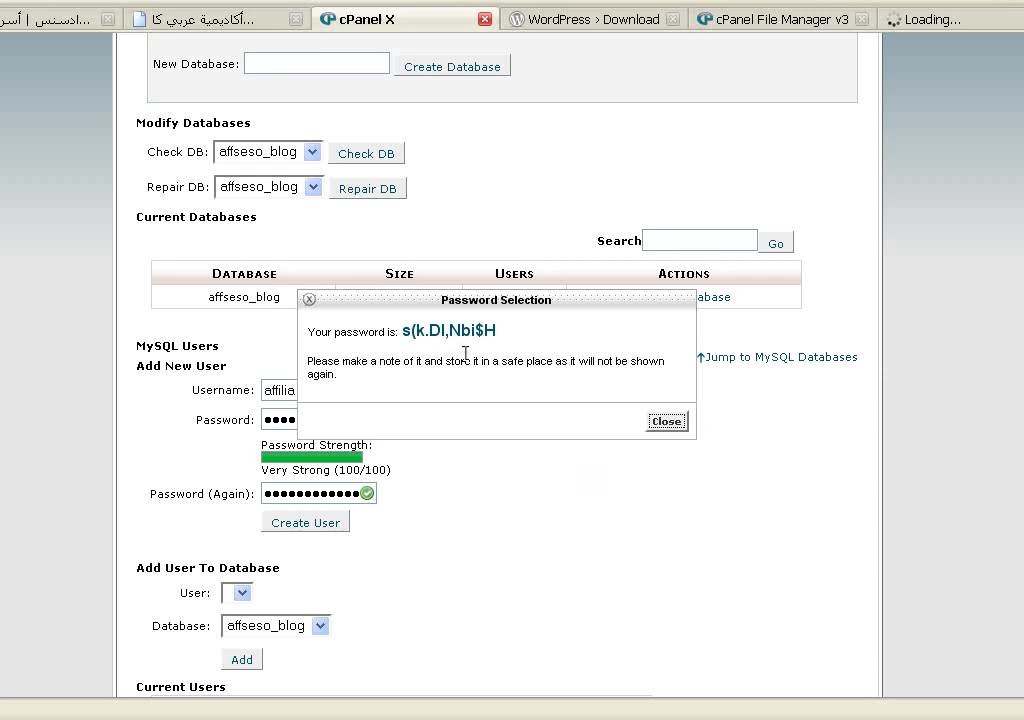 ...ادسنس | أسر
أكاديمية عربي كا...
cPanel X
WordPress › Download
cPanel File Manager v3
Loading...
New Database:
Create Database
Modify Databases
Check DB: affseso_blog Check DB
Repair DB: affseso_blog Repair DB
Current Databases
Search Go
Database Size Users Actions
affseso_blog abase
Password Selection
Your password is: s(k.Dl,Nbi$H
Please make a note of it and store it in a safe place as it will not be shown
again.
Close
MySQL Users
Jump to MySQL Databases
Add New User
Username: affilia
Password:
Password Strength:
Very Strong (100/100)
Password (Again):
Create User
Add User To Database
User:
Database: affseso_blog
Add
Current Users